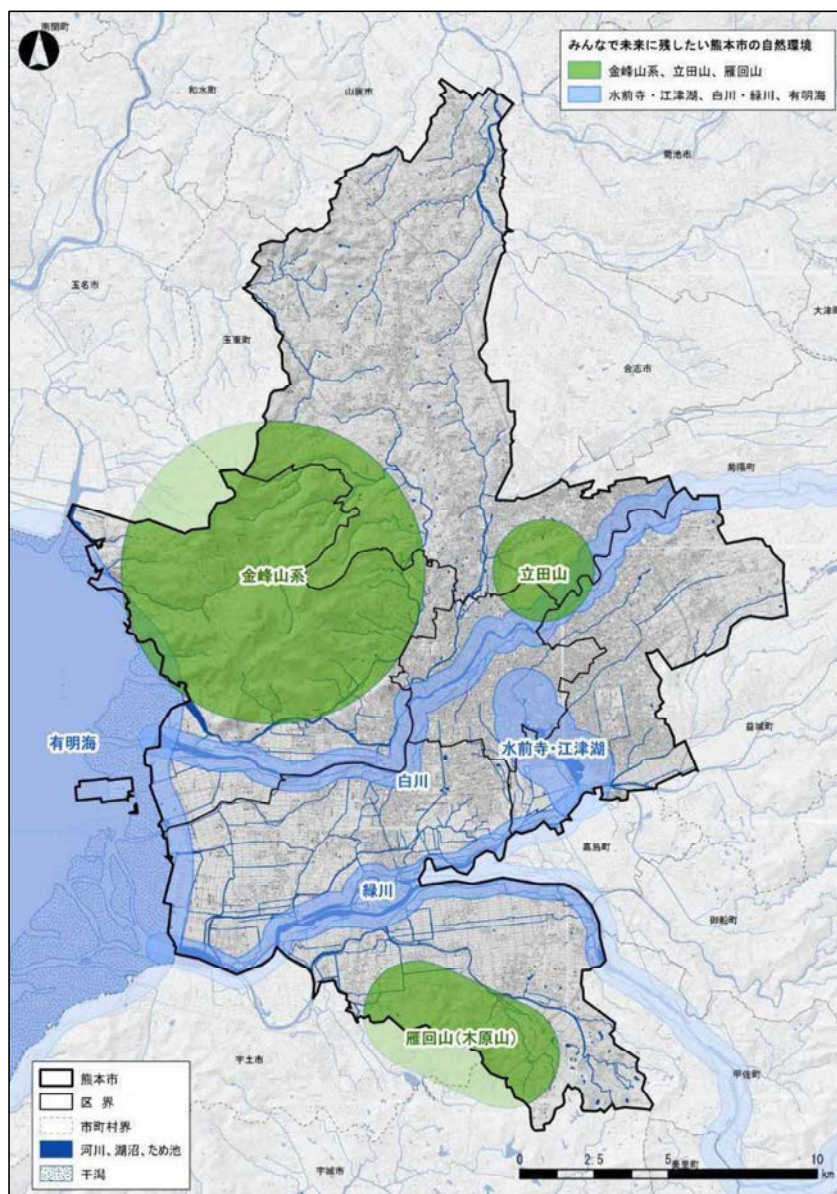 南関町
和水町
山鹿市
菊池市
みんなで未来に残したい熊本市の自然環境
金峰山系、立田山、雁回山
水前寺・江津湖、白川・緑川、有明海
玉名市
玉東町
大津町
合志市
菊陽町
金峰山系
立田山
有明海
水前寺・江津湖
益城町
白川
嘉島町
緑川
御船町
雁回山(木原山)
宇土市
甲佐町
宇城市
美里町
熊本市
区 界
市町村界
河川、湖沼、ため池
干潟
0 2.5 5 10
km